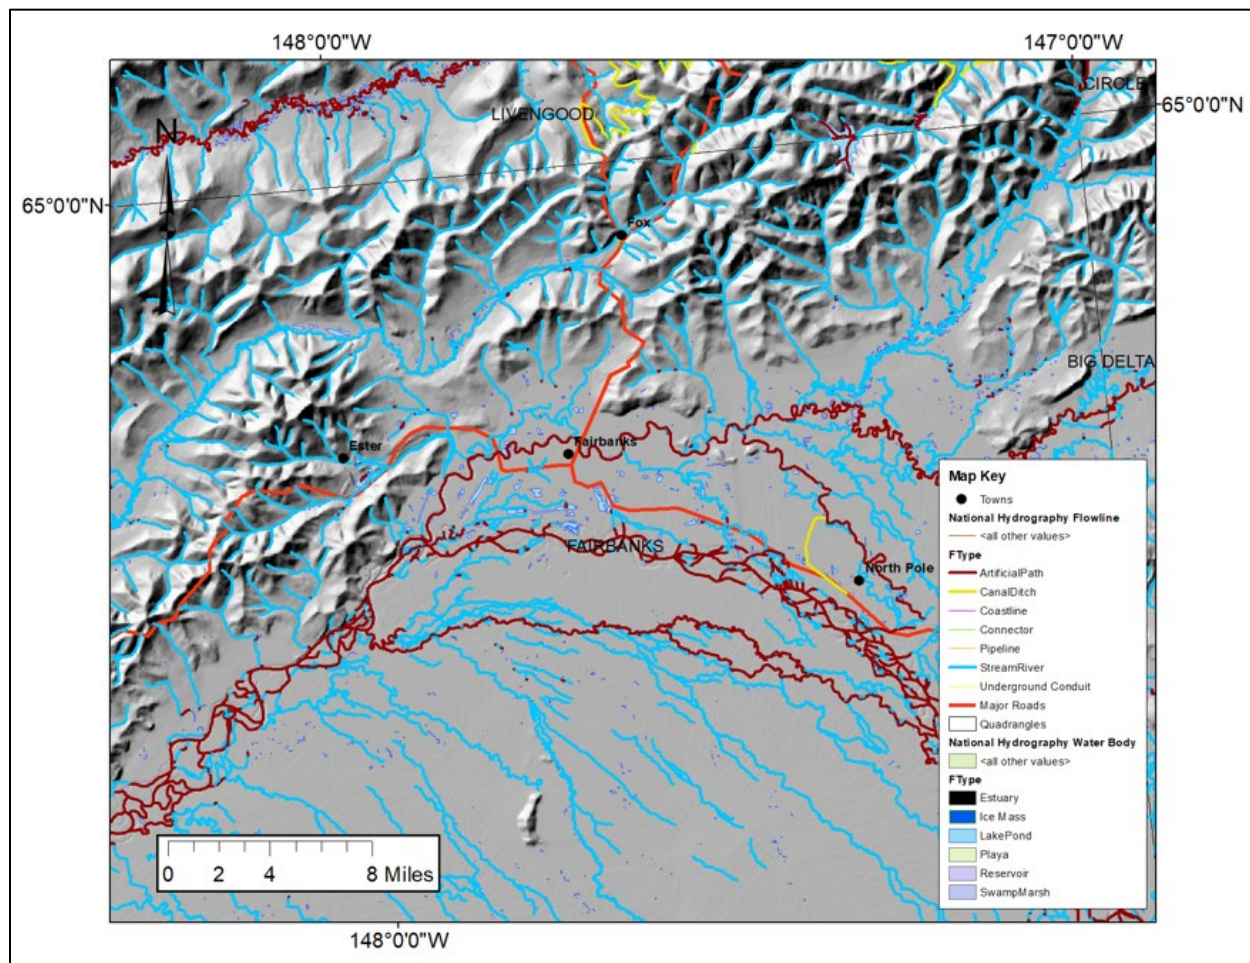 148°0'0"W
147°0'0"W
CIRCLE
65°0'0"N
LIVENGOOD
N
65°0'0"N
Fox
BIG DELTA
Ester
Fairbanks
FAIRBANKS
North Pole
Map Key
Towns
National Hydrography Flowline
<all other values>
FType
ArtificialPath
CanalDitch
Coastline
Connector
Pipeline
StreamRiver
Underground Conduit
Major Roads
Quadrangles
National Hydrography Water Body
<all other values>
FType
Estuary
Ice Mass
LakePond
Playa
Reservoir
SwampMarsh
0 2 4 8 Miles
148°0'0"W